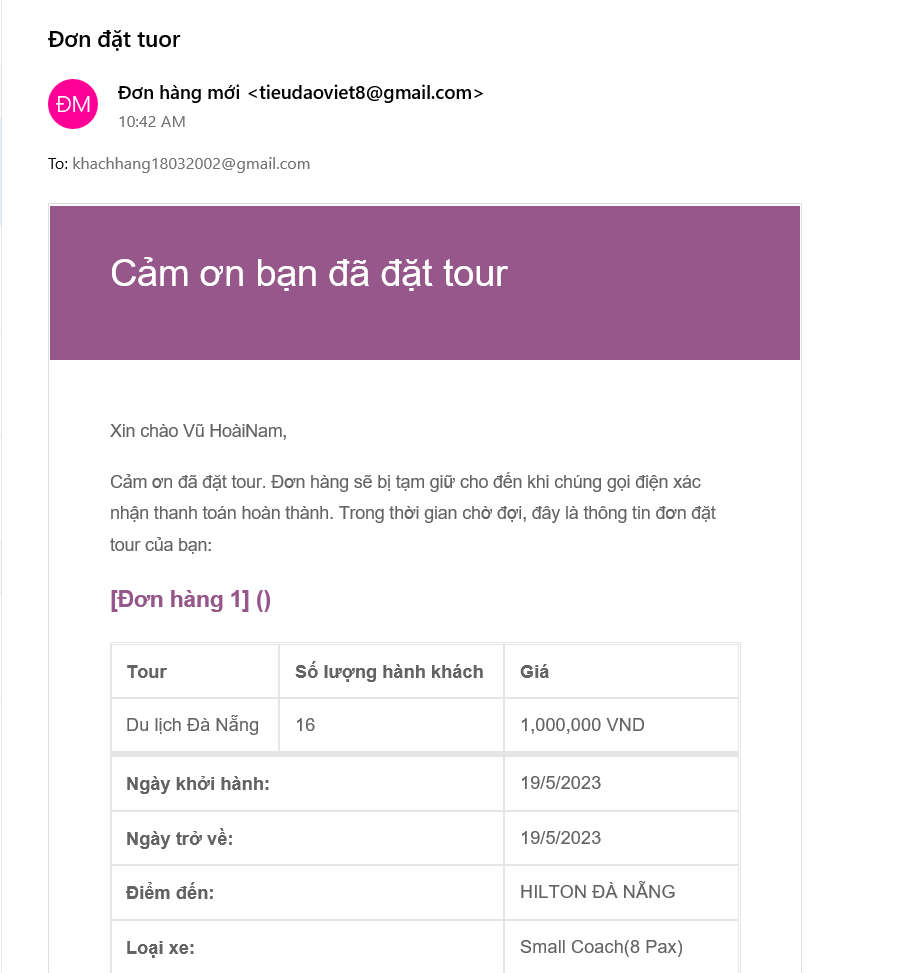 Đơn đặt tuor
ĐM
Đơn hàng mới <tieudaoviet8@gmail.com>
10:42 AM
To: khachhang18032002@gmail.com
Cảm ơn bạn đã đặt tour
Xin chào Vũ HoàiNam,
Cảm ơn đã đặt tour. Đơn hàng sẽ bị tạm giữ cho đến khi chúng gọi điện xác
nhận thanh toán hoàn thành. Trong thời gian chờ đợi, đây là thông tin đơn đặt
tour của bạn:
[Đơn hàng 1] ()
Tour Số lượng hành khách Giá
Du lịch Đà Nẵng 16 1,000,000 VND
Ngày khởi hành: 19/5/2023
Ngày trở về: 19/5/2023
Điểm đến: HILTON ĐÀ NẴNG
Loại xe: Small Coach(8 Pax)